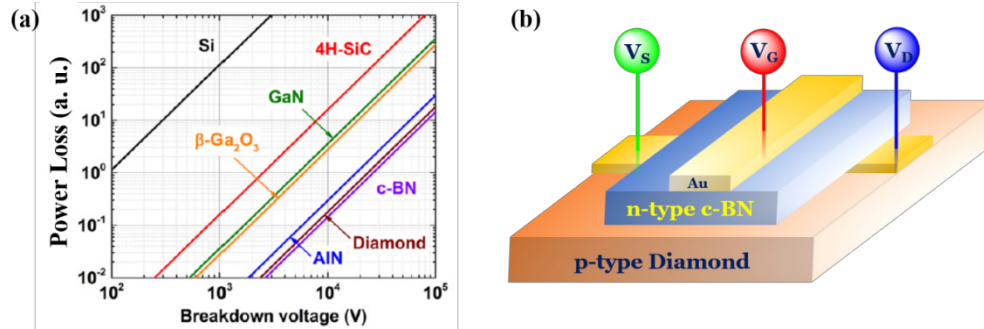 (a)
Power Loss (a. u.)
10³
10²
10¹
10⁰
10⁻¹
10⁻²
Si
4H-SiC
GaN
β-Ga₂O₃
c-BN
Diamond
AlN
10²
10³
10⁴
10⁵
Breakdown voltage (V)
(b)
V_S
V_G
V_D
Au
n-type c-BN
p-type Diamond